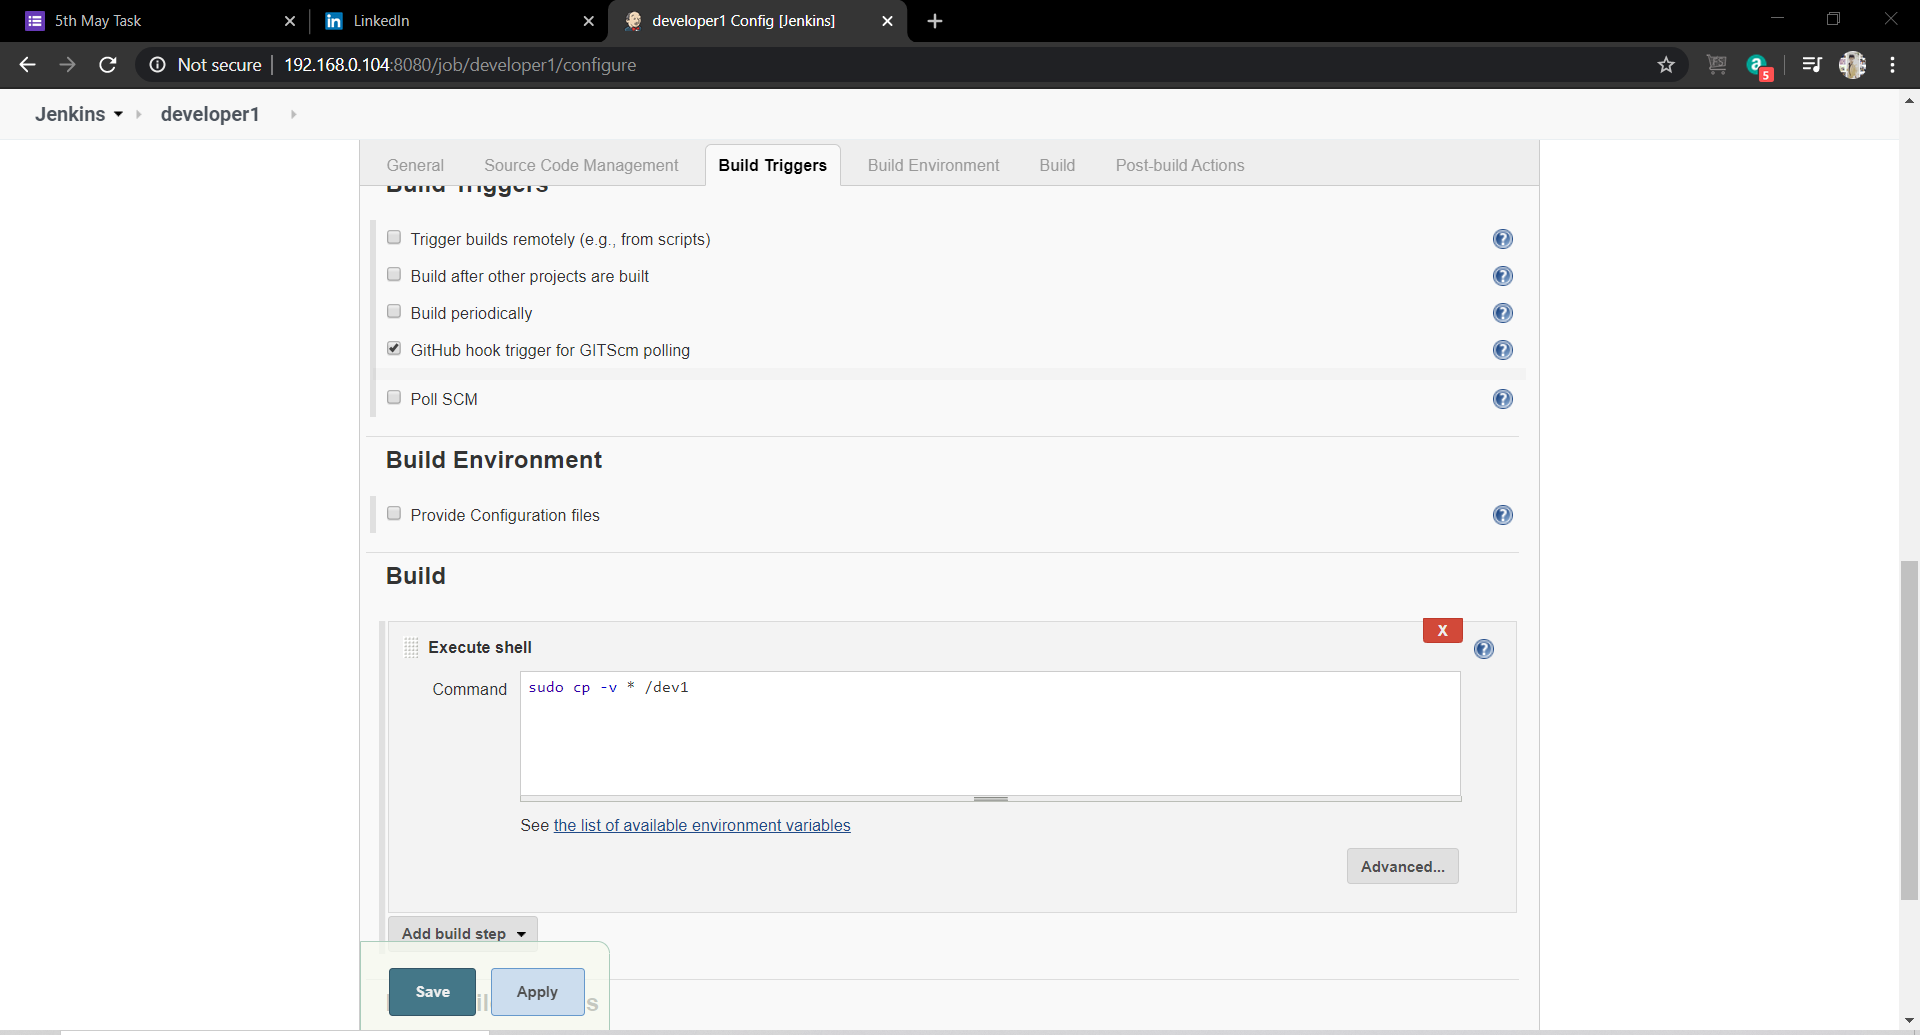 5th May Task
LinkedIn
developer1 Config [Jenkins]
Not secure
192.168.0.104:8080/job/developer1/configure
5
Jenkins
developer1
General
Source Code Management
Build Triggers
Build Environment
Build
Post-build Actions
Build Triggers
Trigger builds remotely (e.g., from scripts)
Build after other projects are built
Build periodically
GitHub hook trigger for GITScm polling
Poll SCM
Build Environment
Provide Configuration files
Build
X
Execute shell
Command
sudo cp -v * /dev1
See the list of available environment variables
Advanced...
Add build step
Save
Apply